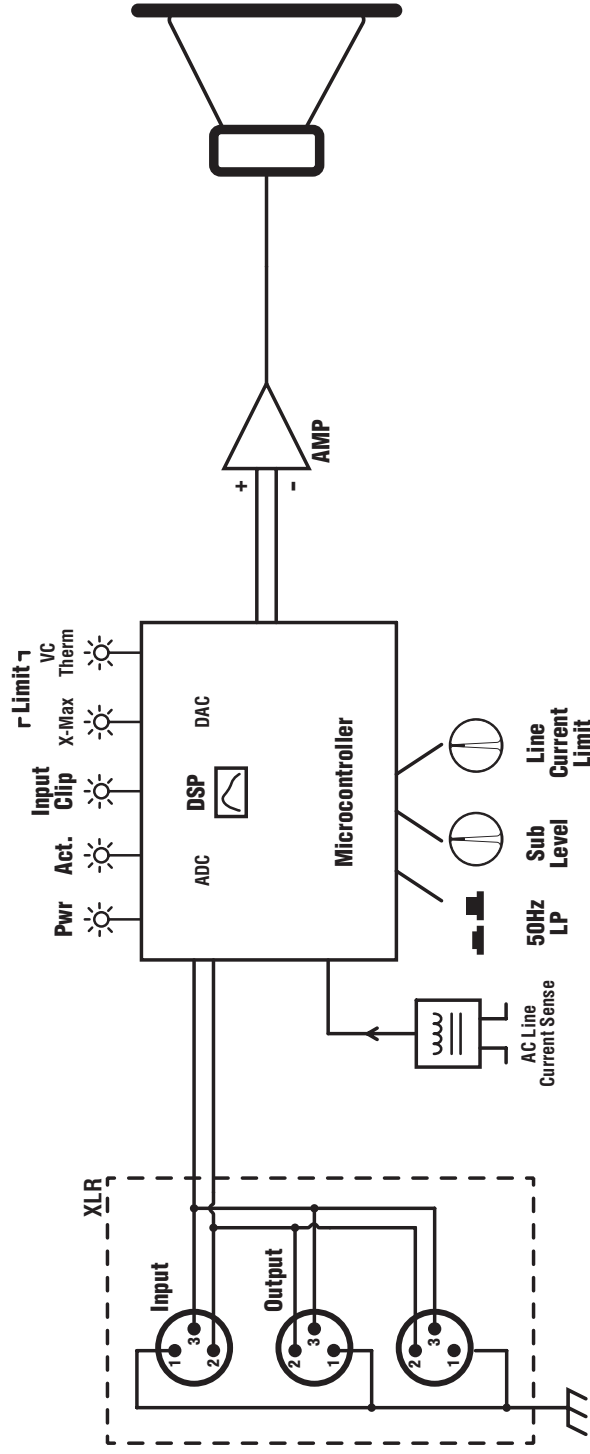 XLR
Input
1
2
3
Output
2
3
1
2
3
1
AC Line
Current Sense
Pwr
Act.
Input
Clip
Limit
X-Max
VC
Therm
ADC
DSP
DAC
Microcontroller
50Hz
LP
Sub
Level
Line
Current
Limit
+
-
AMP